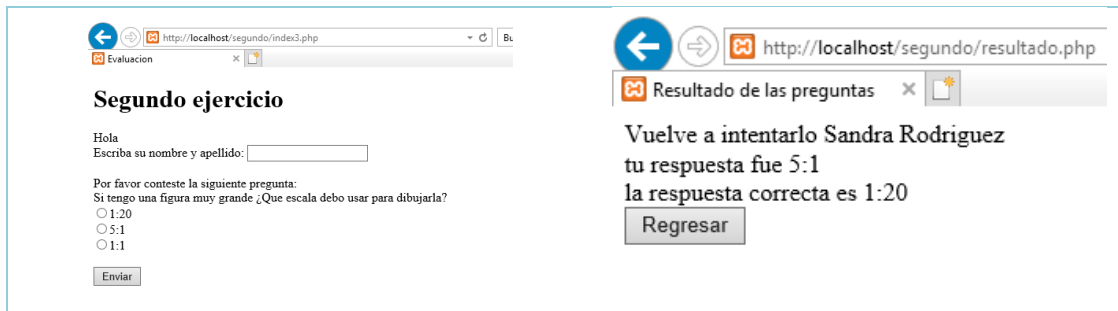 http://localhost/segundo/index3.php
Bu
Evaluacion
Segundo ejercicio
Hola
Escriba su nombre y apellido:
Por favor conteste la siguiente pregunta:
Si tengo una figura muy grande ¿Que escala debo usar para dibujarla?
1:20
5:1
1:1
Enviar
http://localhost/segundo/resultado.php
Resultado de las preguntas
Vuelve a intentarlo Sandra Rodriguez
tu respuesta fue 5:1
la respuesta correcta es 1:20
Regresar